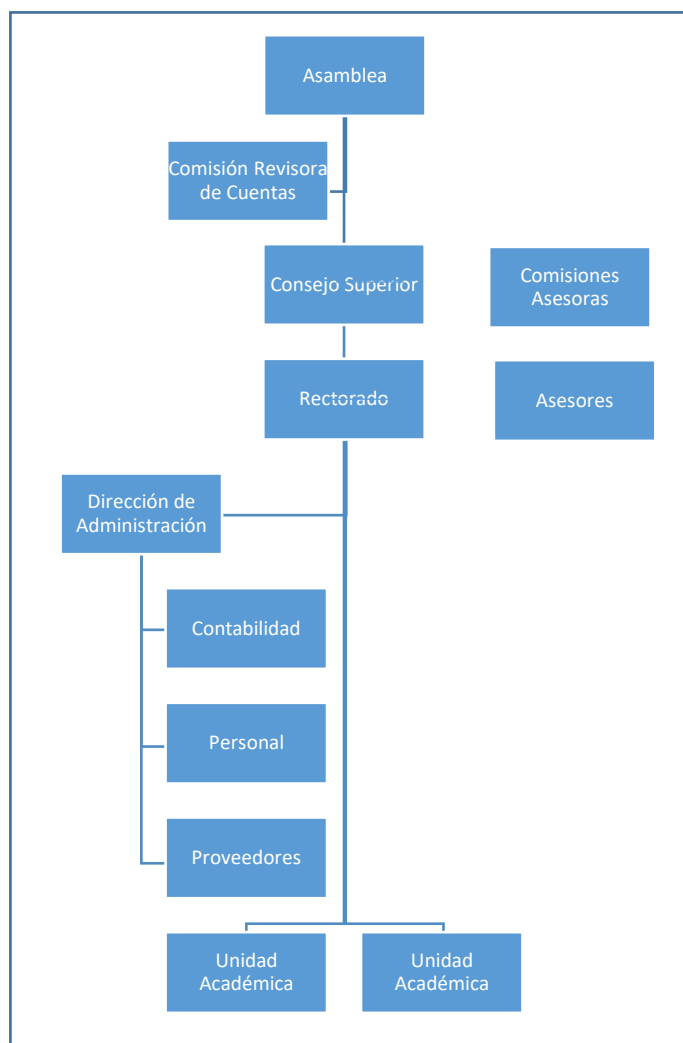 Asamblea
Comisión Revisora
de Cuentas
Consejo Superior
Comisiones
Asesoras
Rectorado
Asesores
Dirección de
Administración
Contabilidad
Personal
Proveedores
Unidad
Académica
Unidad
Académica